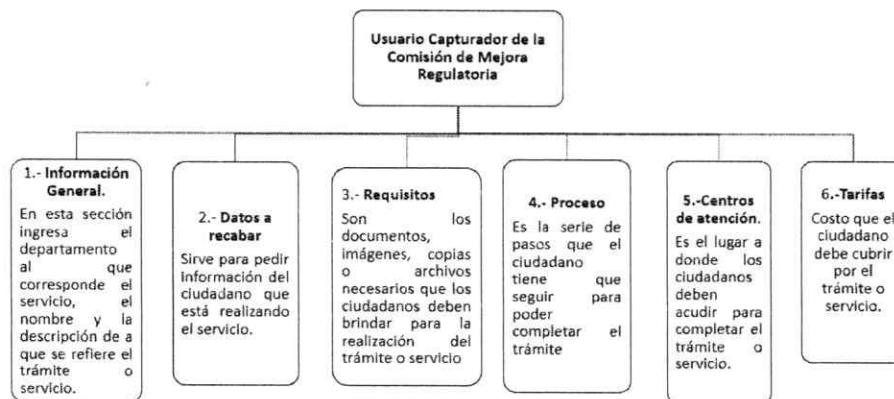 Usuario Capturador de la
Comisión de Mejora
Regulatoria
1.- Información
General.
En esta sección
ingresa el
departamento
al que
corresponde el
servicio, el
nombre y la
descripción de a
que se refiere el
trámite o
servicio.
2.- Datos a
recabar
Sirve para pedir
información del
ciudadano que
está realizando
el servicio.
3.- Requisitos
Son los
documentos,
imágenes, copias
o archivos
necesarios que los
ciudadanos deben
brindar para la
realización del
trámite o servicio
4.- Proceso
Es la serie de
pasos que el
ciudadano
tiene que
seguir para
poder
completar el
trámite
5.-Centros
de atención.
Es el lugar a
donde los
ciudadanos
deben
acudir para
completar el
trámite o
servicio.
6.-Tarifas
Costo que el
ciudadano
debe cubrir
por el
trámite o
servicio.